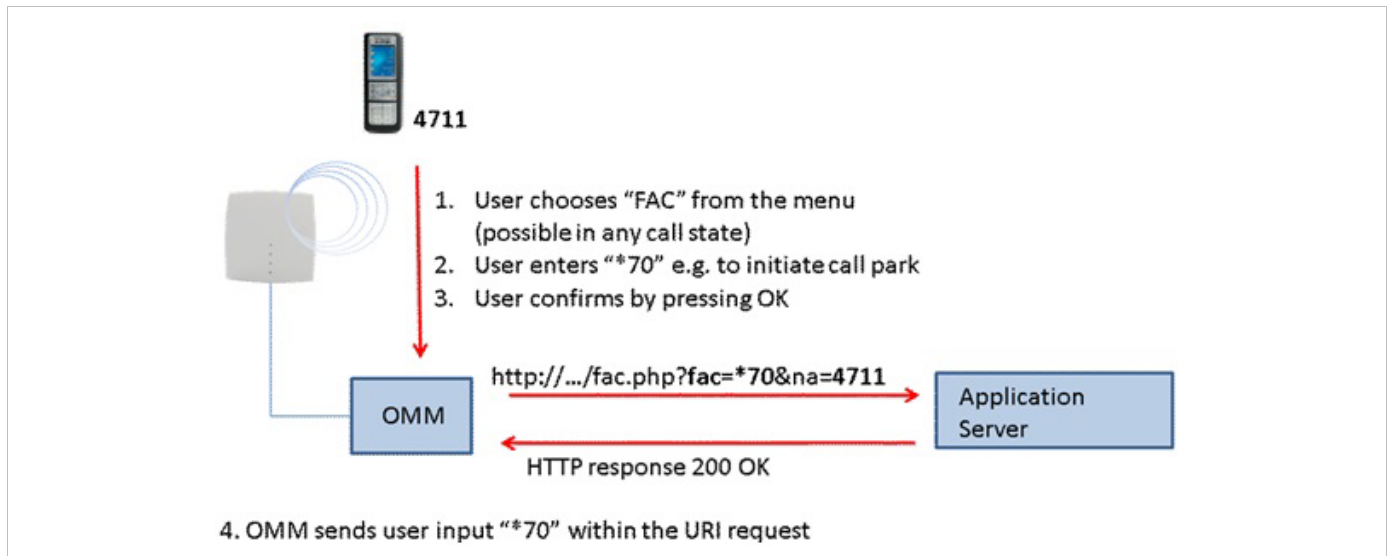 4711
1. User chooses “FAC” from the menu
(possible in any call state)
2. User enters “*70” e.g. to initiate call park
3. User confirms by pressing OK
http://.../fac.php?fac=*70&na=4711
OMM
Application
Server
HTTP response 200 OK
4. OMM sends user input “*70” within the URI request